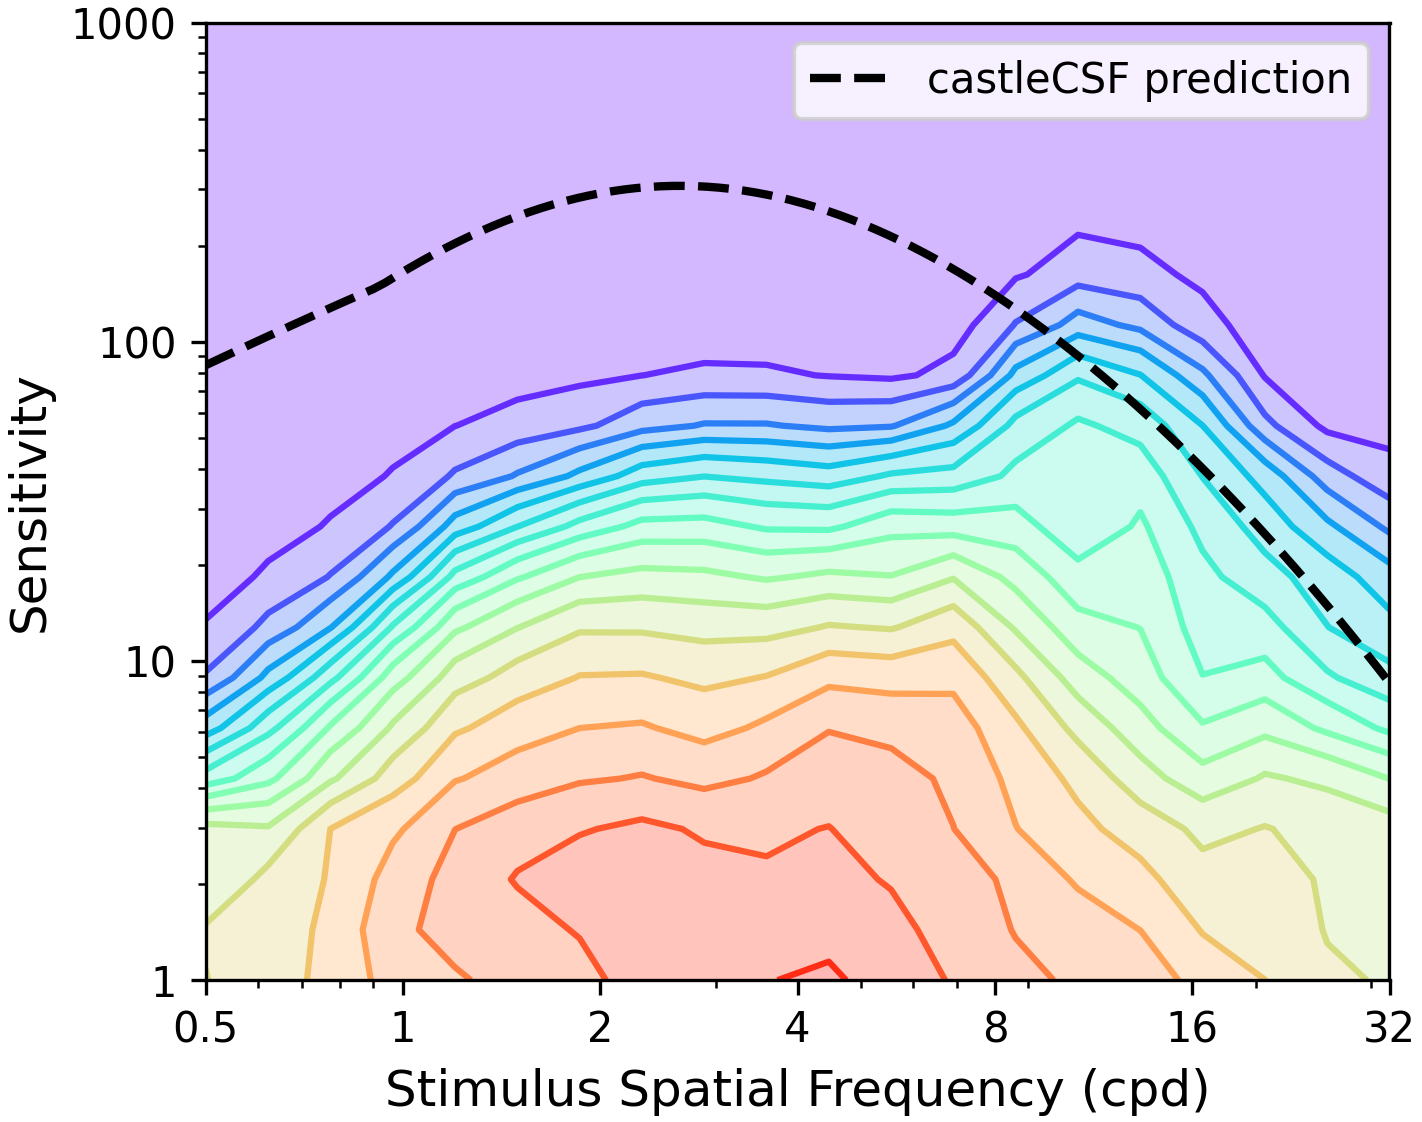 1000
castleCSF prediction
100
Sensitivity
10
1
0.5 1 2 4 8 16 32
Stimulus Spatial Frequency (cpd)